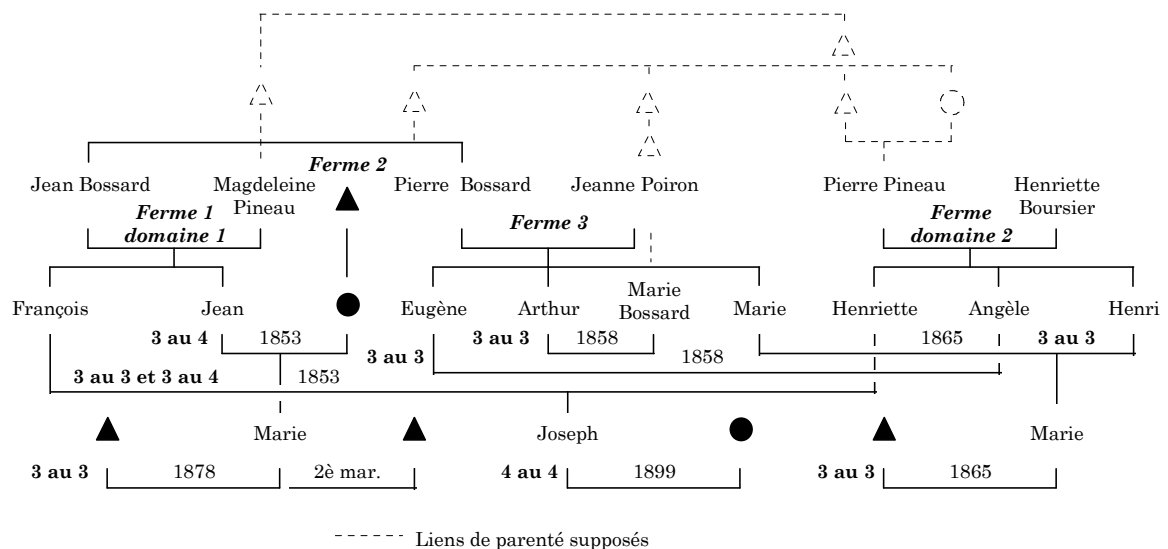 Ferme 2
Jean Bossard Magdeleine Pineau Pierre Bossard Jeanne Poiron Pierre Pineau Henriette Boursier
Ferme 1 domaine 1 Ferme 3 Ferme domaine 2
François Jean Eugène Arthur Marie Bossard Marie Henriette Angèle Henri
3 au 4 1853 3 au 3 1858 1865 3 au 3
3 au 3 1858
3 au 3 et 3 au 4 1853
Marie Joseph Marie
3 au 3 1878 2è mar. 4 au 4 1899 3 au 3 1865
Liens de parenté supposés